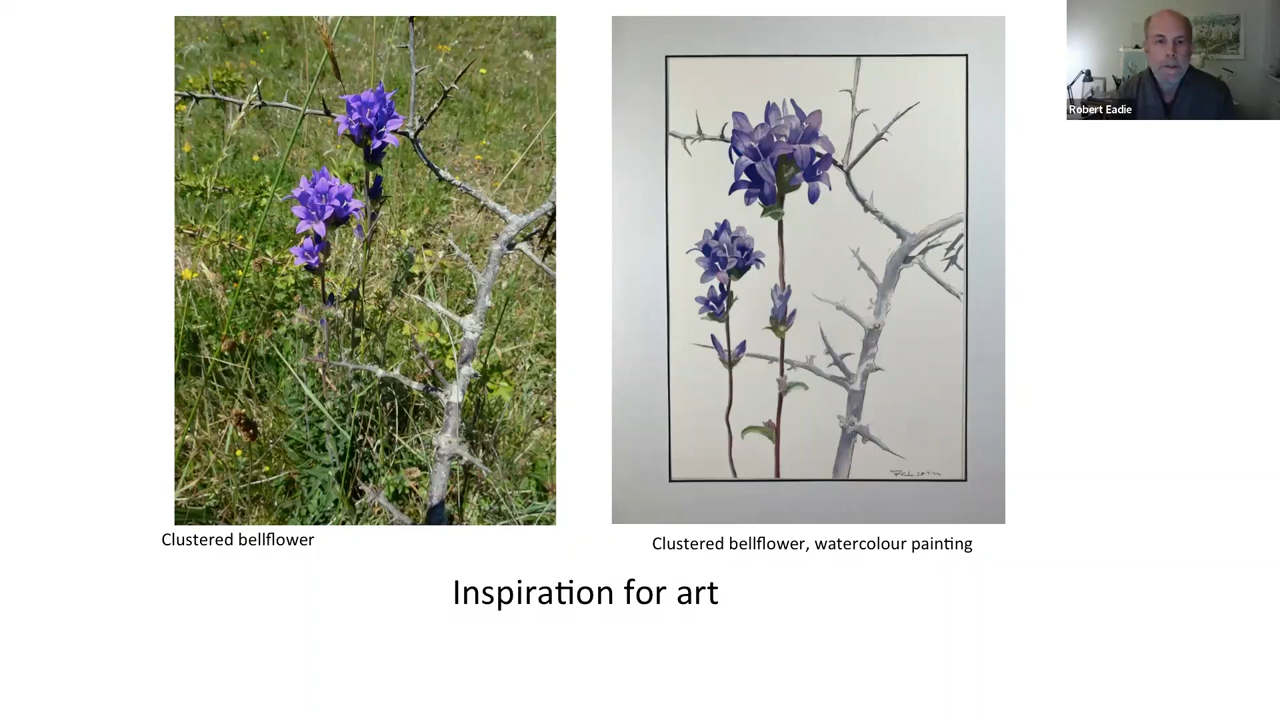 Robert Eadie
Clustered bellflower
Clustered bellflower, watercolour painting
Inspiration for art